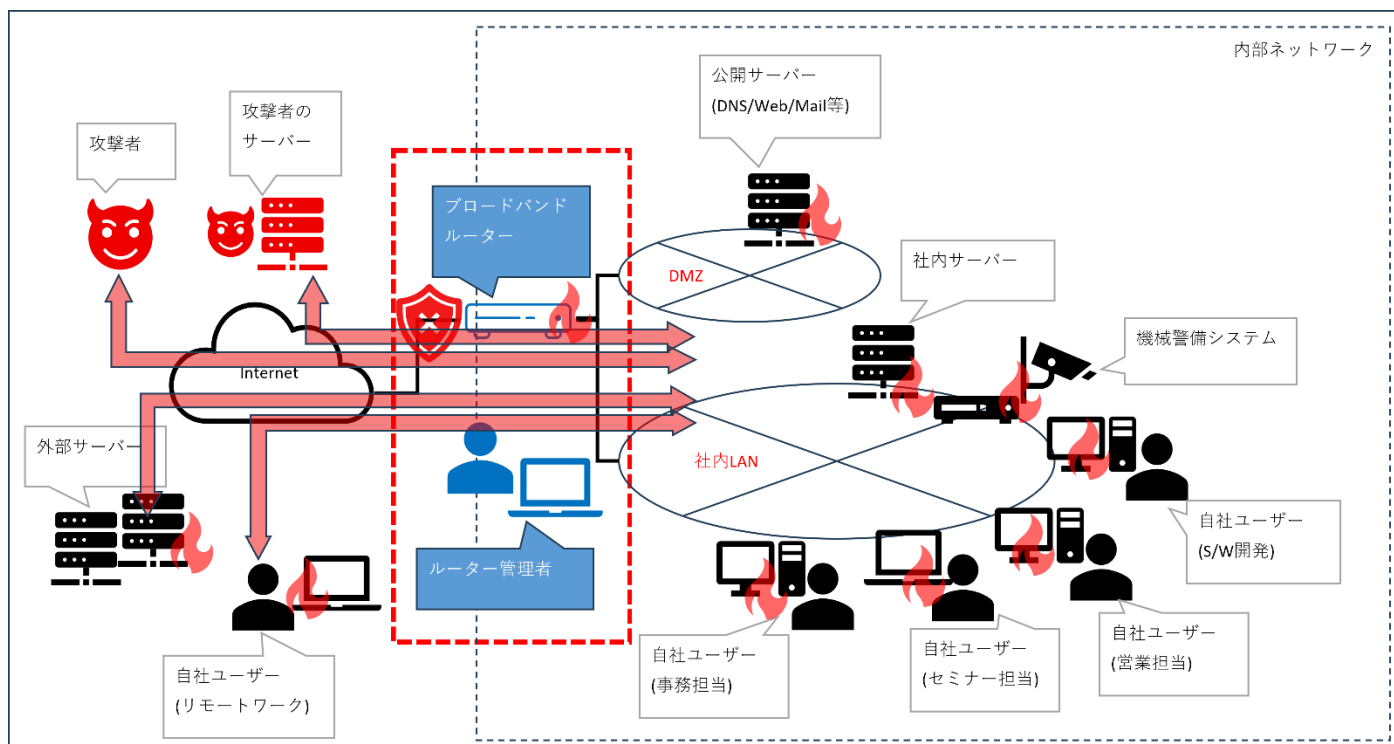 内部ネットワーク
公開サーバー
(DNS/Web/Mail等)
攻撃者の
サーバー
攻撃者
ブロードバンド
ルーター
DMZ
社内サーバー
機械警備システム
Internet
外部サーバー
社内LAN
自社ユーザー
(S/W開発)
ルーター管理者
自社ユーザー
(営業担当)
自社ユーザー
(セミナー担当)
自社ユーザー
(事務担当)
自社ユーザー
(リモートワーク)